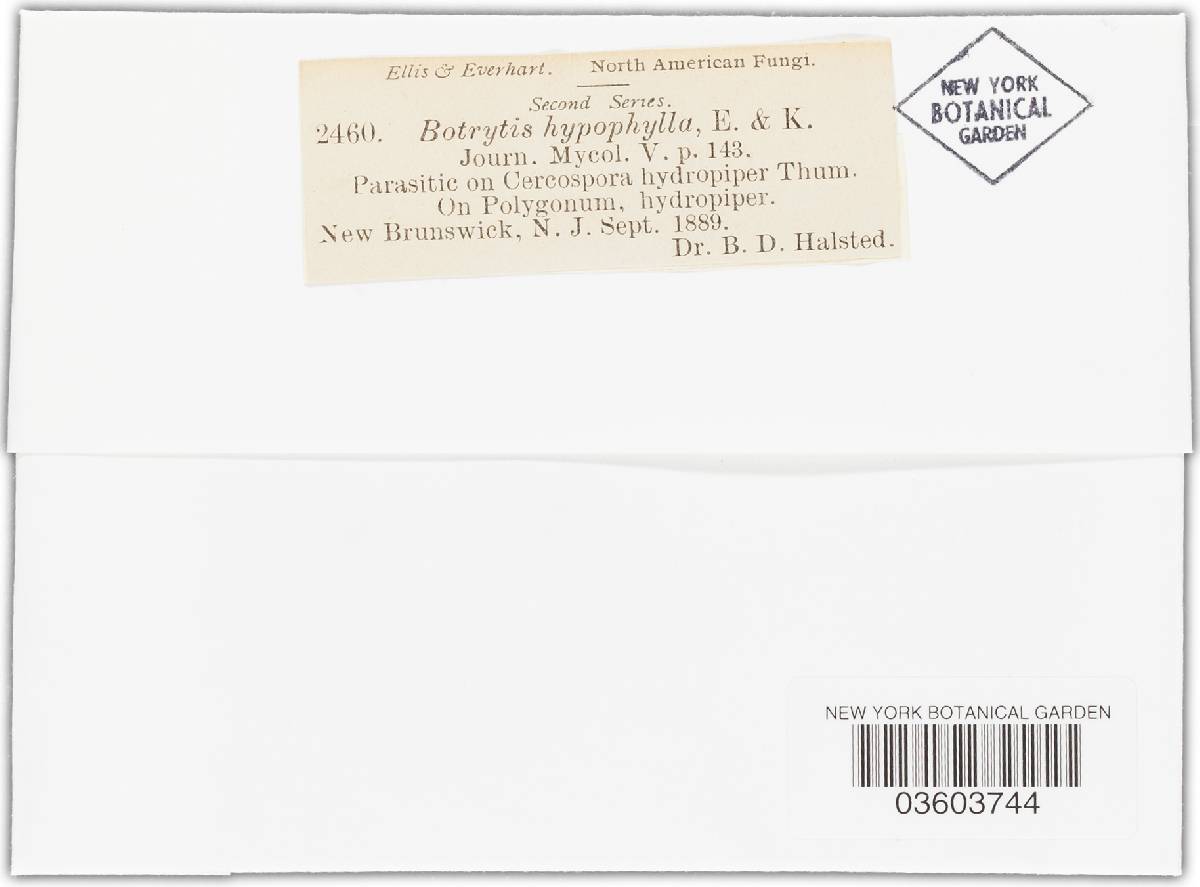 Ellis & Everhart. North American Fungi.
Second Series.
2460. Botrytis hypophylla, E. & K.
Journ. Mycol. V. p. 143.
Parasitic on Cercospora hydropiper Thum.
On Polygonum, hydropiper.
New Brunswick, N. J. Sept. 1889.
Dr. B. D. Halsted.
NEW YORK
BOTANICAL
GARDEN
NEW YORK BOTANICAL GARDEN
03603744